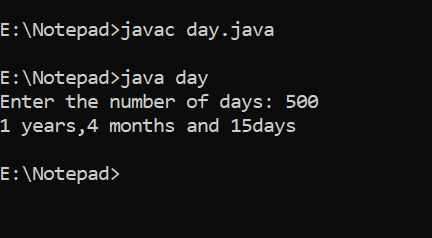 E:\Notepad>javac day.java
E:\Notepad>java day
Enter the number of days: 500
1 years,4 months and 15days
E:\Notepad>